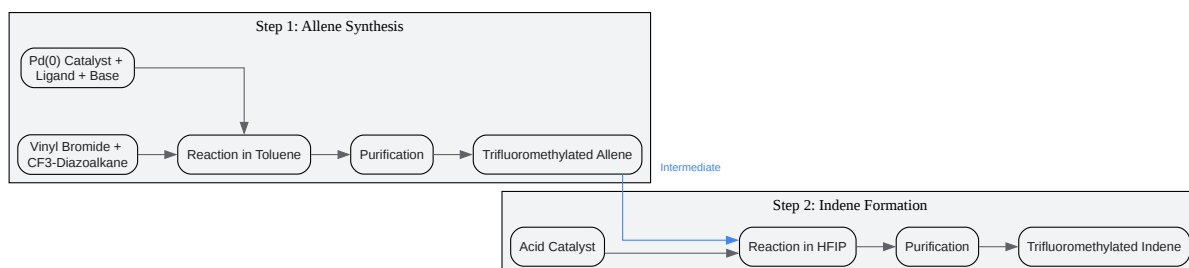 Step 1: Allene Synthesis
Pd(0) Catalyst +
Ligand + Base
Vinyl Bromide +
CF3-Diazoalkane
Reaction in Toluene
Purification
Trifluoromethylated Allene
Intermediate
Step 2: Indene Formation
Acid Catalyst
Reaction in HFIP
Purification
Trifluoromethylated Indene